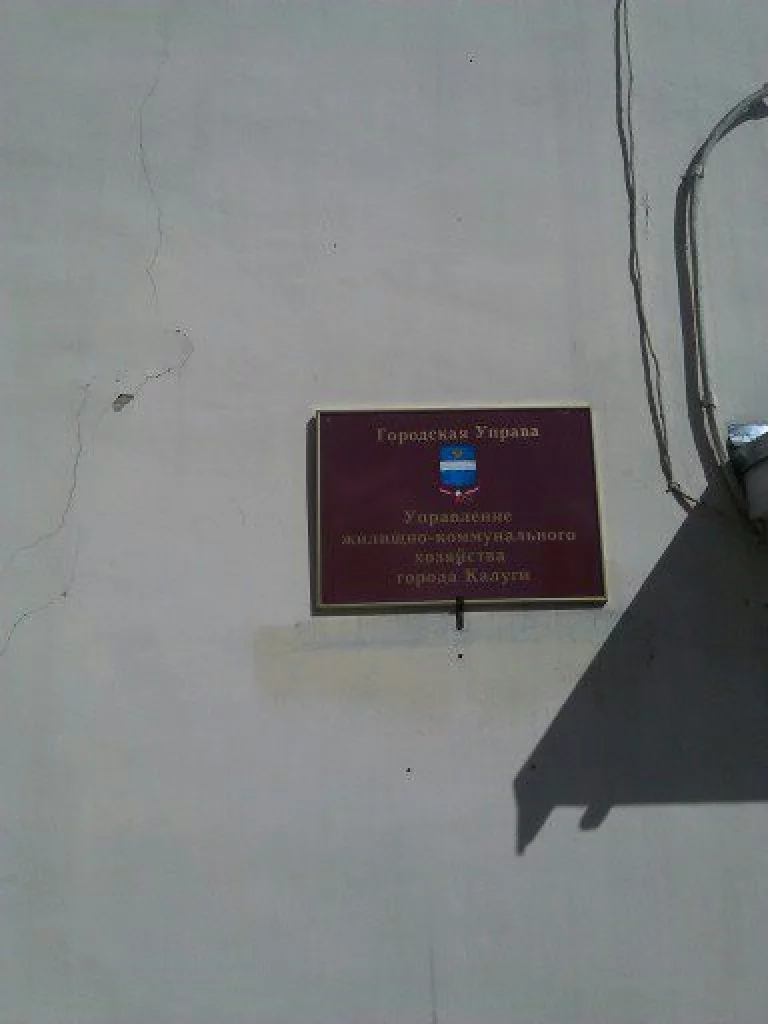 Городская Управа
Управление
жилищно-коммунального
хозяйства
города Калуги